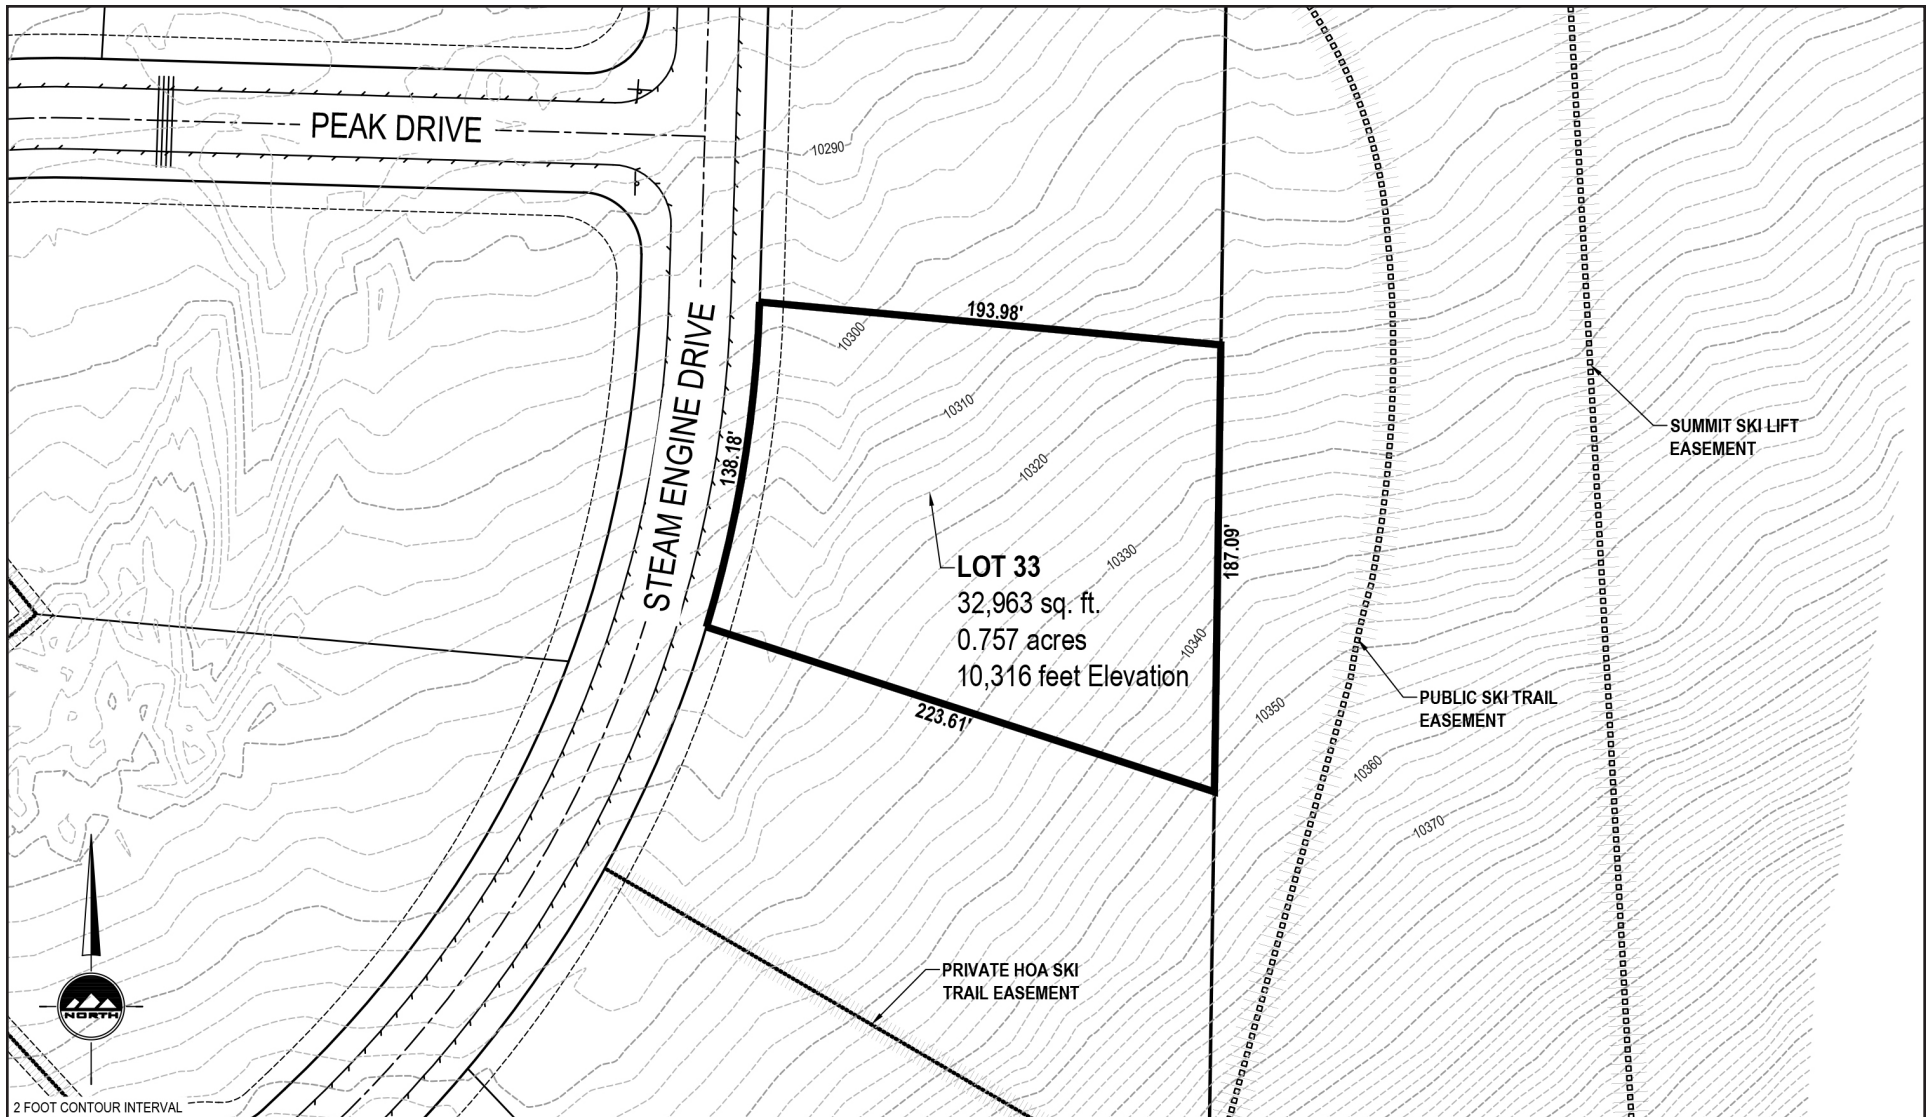 PEAK DRIVE
10290
193.98'
10300
STEAM ENGINE DRIVE
10310
SUMMIT SKI LIFT
EASEMENT
138.18'
10320
187.09'
10330
LOT 33
32,963 sq. ft.
0.757 acres
10,316 feet Elevation
10340
PUBLIC SKI TRAIL
EASEMENT
223.61'
10350
10360
10370
PRIVATE HOA SKI
TRAIL EASEMENT
NORTH
2 FOOT CONTOUR INTERVAL